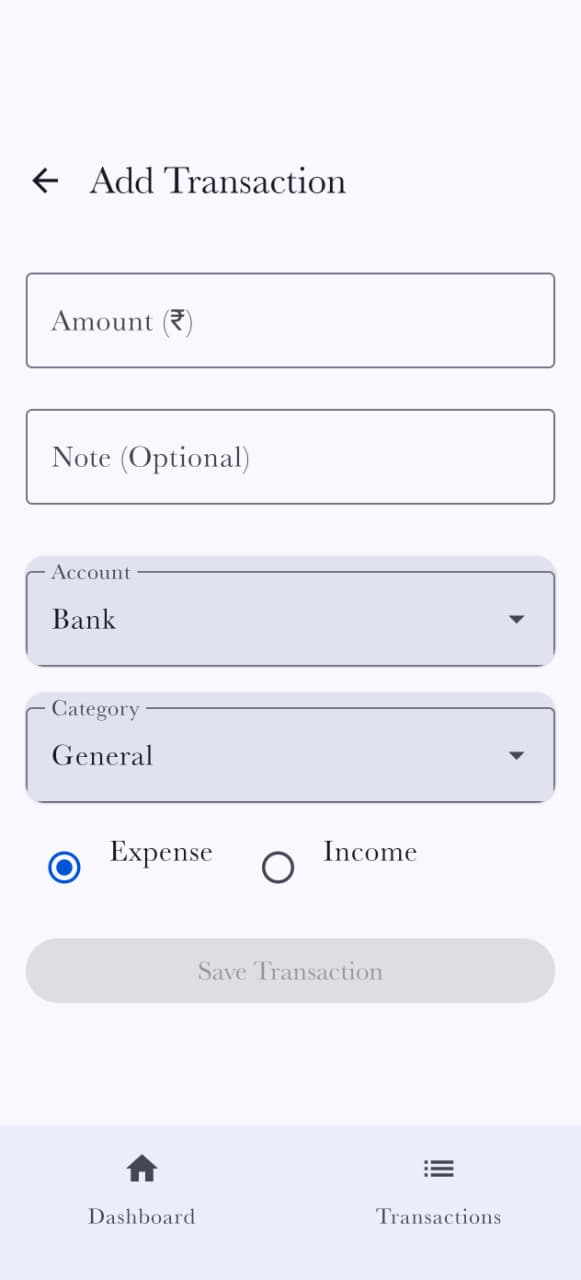 Add Transaction
Amount (₹)
Note (Optional)
Account
Bank
Category
General
Expense Income
Save Transaction
Dashboard Transactions